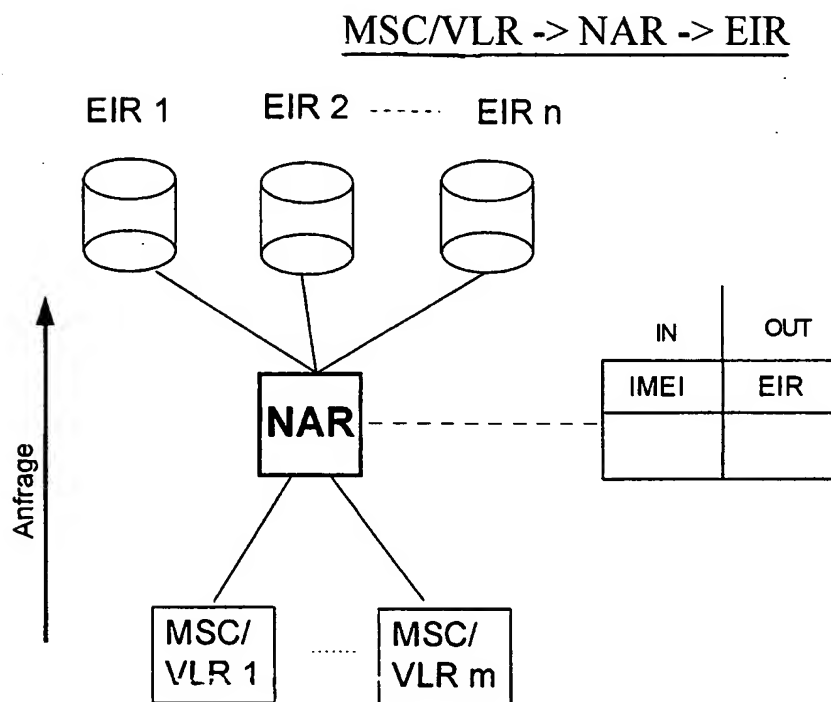 MSC/VLR -> NAR -> EIR
EIR 1 EIR 2 EIR n
IN OUT
IMEI EIR
NAR
Anfrage
MSC/ MSC/
VLR 1 VLR m